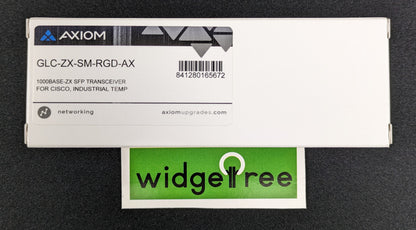 AXIOM
GLC-ZX-SM-RGD-AX
841280165672
1000BASE-ZX SFP TRANSCEIVER
FOR CISCO, INDUSTRIAL TEMP
networking
axiomupgrades.com
widgetree